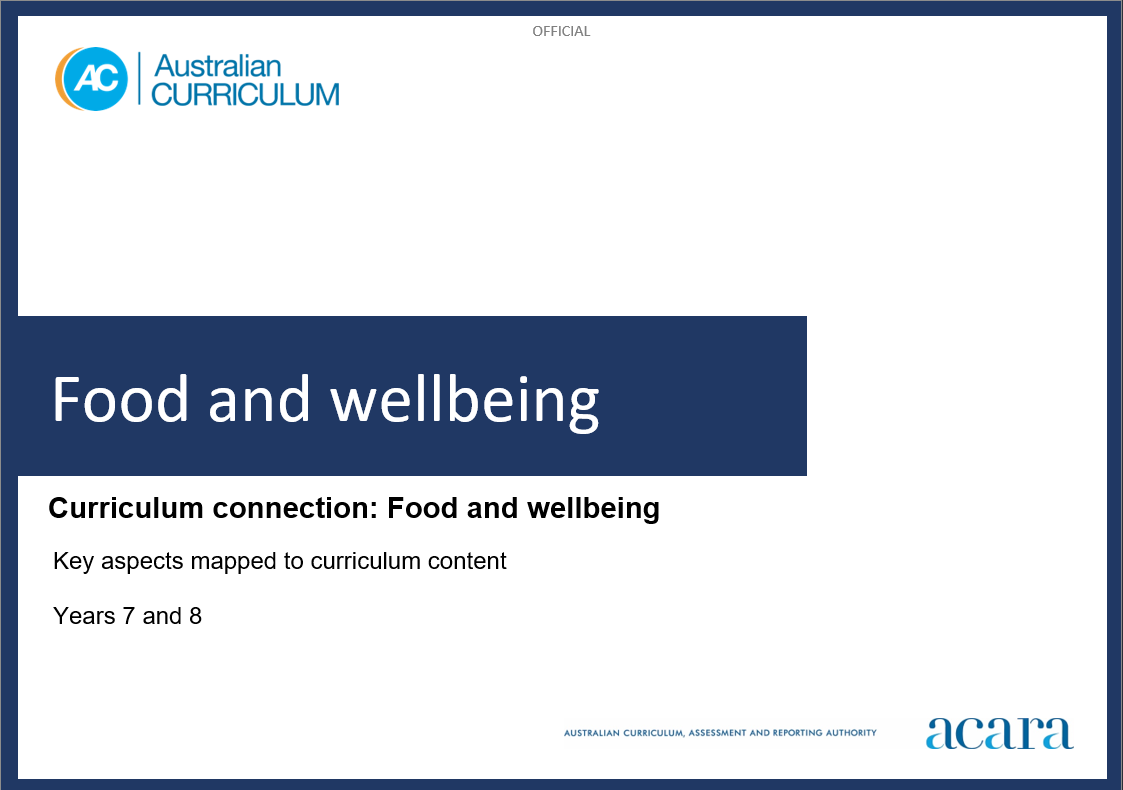 OFFICIAL
AC
Australian
CURRICULUM
Food and wellbeing
Curriculum connection: Food and wellbeing
Key aspects mapped to curriculum content
Years 7 and 8
AUSTRALIAN CURRICULUM, ASSESSMENT AND REPORTING AUTHORITY
acara